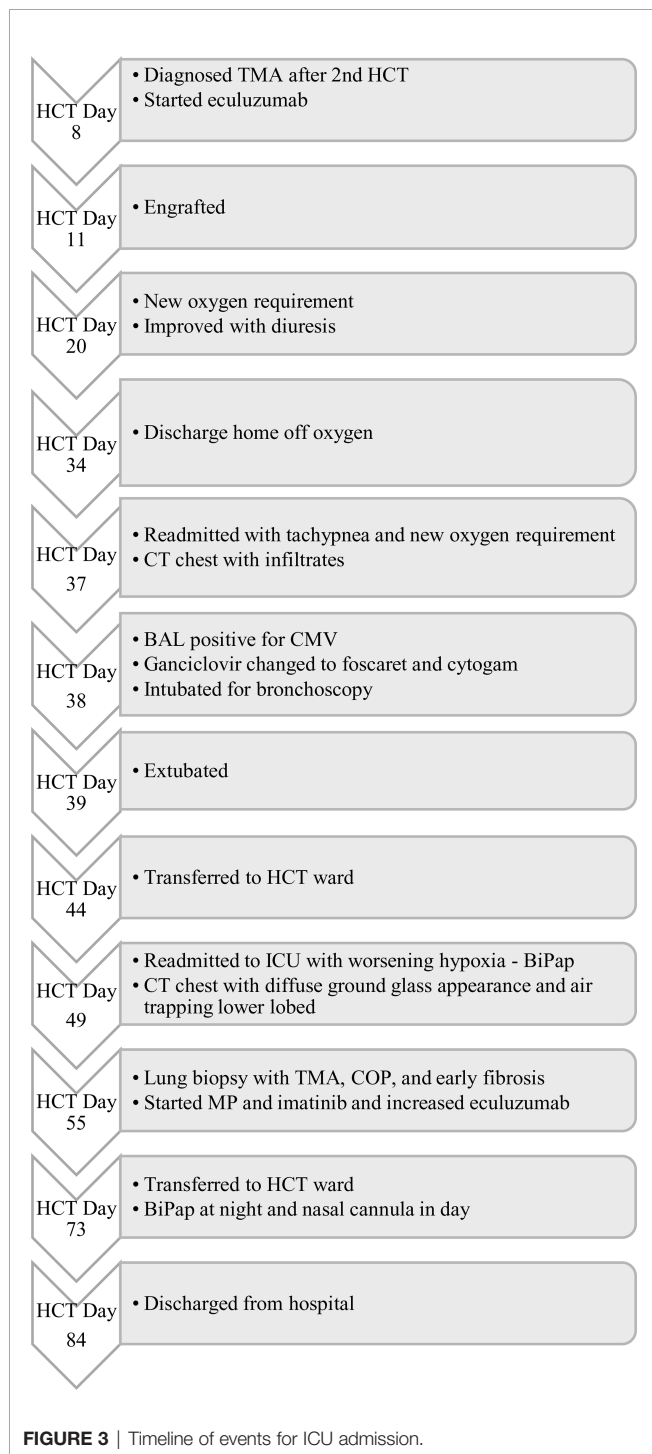 HCT Day
8
• Diagnosed TMA after 2nd HCT
• Started eculuzumab
HCT Day
11
• Engrafted
HCT Day
20
• New oxygen requirement
• Improved with diuresis
HCT Day
34
• Discharge home off oxygen
HCT Day
37
• Readmitted with tachypnea and new oxygen requirement
• CT chest with infiltrates
HCT Day
38
• BAL positive for CMV
• Ganciclovir changed to foscaret and cytogam
• Intubated for bronchoscopy
HCT Day
39
• Extubated
HCT Day
44
• Transferred to HCT ward
HCT Day
49
• Readmitted to ICU with worsening hypoxia - BiPap
• CT chest with diffuse ground glass appearance and air
trapping lower lobed
HCT Day
55
• Lung biopsy with TMA, COP, and early fibrosis
• Started MP and imatinib and increased eculuzumab
HCT Day
73
• Transferred to HCT ward
• BiPap at night and nasal cannula in day
HCT Day
84
• Discharged from hospital
FIGURE 3 | Timeline of events for ICU admission.